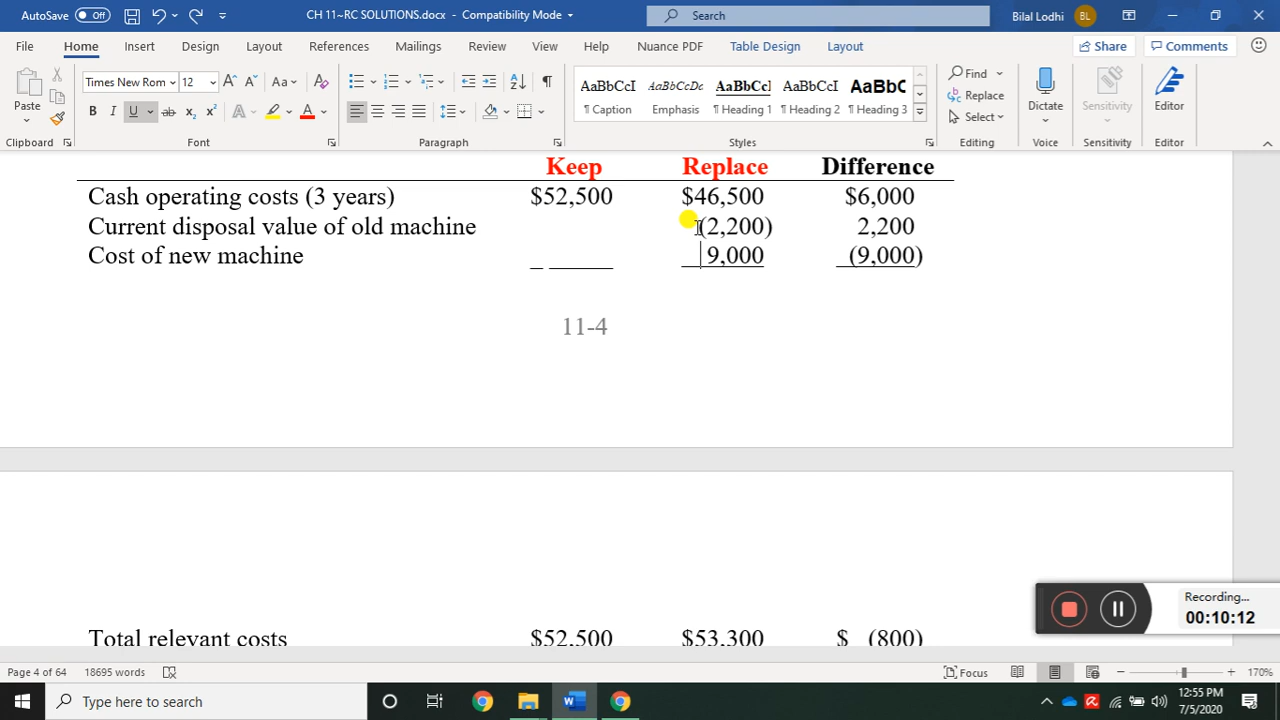 AutoSave Off CH 11~RC SOLUTIONS.docx - Compatibility Mode Search Bilal Lodhi BL
File Home Insert Design Layout References Mailings Review View Help Nuance PDF Table Design Layout Share Comments
Paste Times New Rom 12 Aa AaBbCcI AaBbCcDc AaBbCcI AaBbCcI AaBbC Find Dictate Sensitivity Editor
B I U ab x2 x2 A A ¶ Caption Emphasis Heading 1 Heading 2 Heading 3 Replace Select
Clipboard Font Paragraph Styles Editing Voice Sensitivity Editor
Keep Replace Difference
Cash operating costs (3 years) $52,500 $46,500 $6,000
Current disposal value of old machine (2,200) 2,200
Cost of new machine 9,000 (9,000)
11-4
Total relevant costs $52,500 $53,300 $ (800)
Recording...
00:10:12
Page 4 of 64 18695 words Focus 170%
Type here to search 12:55 PM
7/5/2020